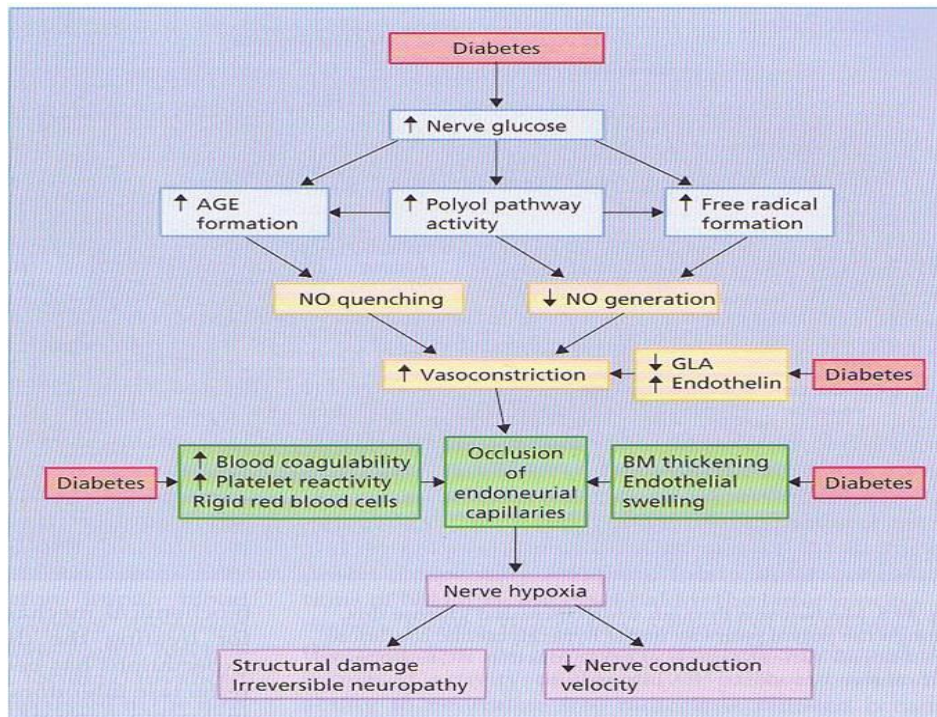 Diabetes
↑ Nerve glucose
↑ AGE
formation
↑ Polyol pathway
activity
↑ Free radical
formation
NO quenching
↓ NO generation
↑ Vasoconstriction
↓ GLA
↑ Endothelin
Diabetes
Diabetes
↑ Blood coagulability
↑ Platelet reactivity
Rigid red blood cells
Occlusion
of
endoneurial
capillaries
BM thickening
Endothelial
swelling
Diabetes
Nerve hypoxia
Structural damage
Irreversible neuropathy
↓ Nerve conduction
velocity